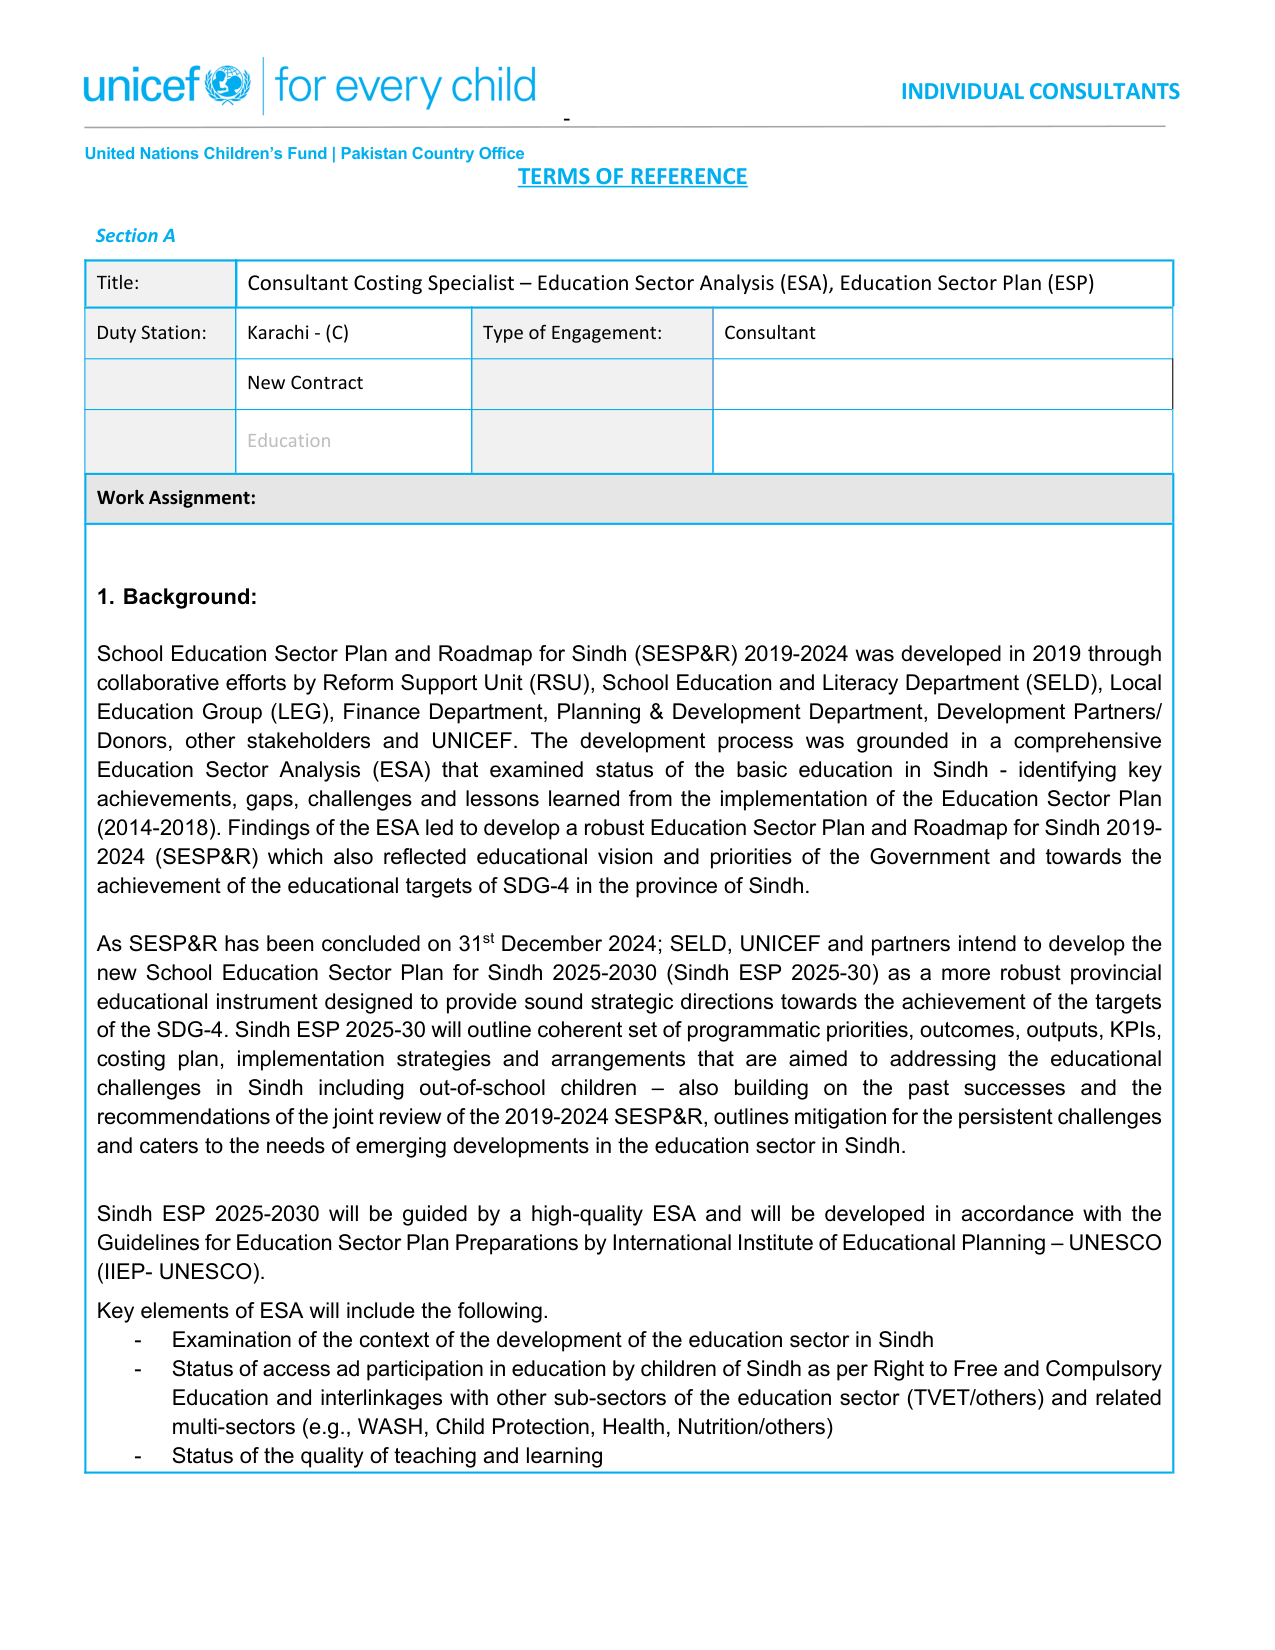 unicef for every child
INDIVIDUAL CONSULTANTS
-
United Nations Children's Fund | Pakistan Country Office
TERMS OF REFERENCE
Section A
Title: Consultant Costing Specialist – Education Sector Analysis (ESA), Education Sector Plan (ESP)
Duty Station: Karachi - (C) Type of Engagement: Consultant
New Contract
Education
Work Assignment:
1. Background:
School Education Sector Plan and Roadmap for Sindh (SESP&R) 2019-2024 was developed in 2019 through
collaborative efforts by Reform Support Unit (RSU), School Education and Literacy Department (SELD), Local
Education Group (LEG), Finance Department, Planning & Development Department, Development Partners/
Donors, other stakeholders and UNICEF. The development process was grounded in a comprehensive
Education Sector Analysis (ESA) that examined status of the basic education in Sindh - identifying key
achievements, gaps, challenges and lessons learned from the implementation of the Education Sector Plan
(2014-2018). Findings of the ESA led to develop a robust Education Sector Plan and Roadmap for Sindh 2019-
2024 (SESP&R) which also reflected educational vision and priorities of the Government and towards the
achievement of the educational targets of SDG-4 in the province of Sindh.
As SESP&R has been concluded on 31st December 2024; SELD, UNICEF and partners intend to develop the
new School Education Sector Plan for Sindh 2025-2030 (Sindh ESP 2025-30) as a more robust provincial
educational instrument designed to provide sound strategic directions towards the achievement of the targets
of the SDG-4. Sindh ESP 2025-30 will outline coherent set of programmatic priorities, outcomes, outputs, KPIs,
costing plan, implementation strategies and arrangements that are aimed to addressing the educational
challenges in Sindh including out-of-school children – also building on the past successes and the
recommendations of the joint review of the 2019-2024 SESP&R, outlines mitigation for the persistent challenges
and caters to the needs of emerging developments in the education sector in Sindh.
Sindh ESP 2025-2030 will be guided by a high-quality ESA and will be developed in accordance with the
Guidelines for Education Sector Plan Preparations by International Institute of Educational Planning – UNESCO
(IIEP- UNESCO).
Key elements of ESA will include the following.
- Examination of the context of the development of the education sector in Sindh
- Status of access ad participation in education by children of Sindh as per Right to Free and Compulsory
Education and interlinkages with other sub-sectors of the education sector (TVET/others) and related
multi-sectors (e.g., WASH, Child Protection, Health, Nutrition/others)
- Status of the quality of teaching and learning